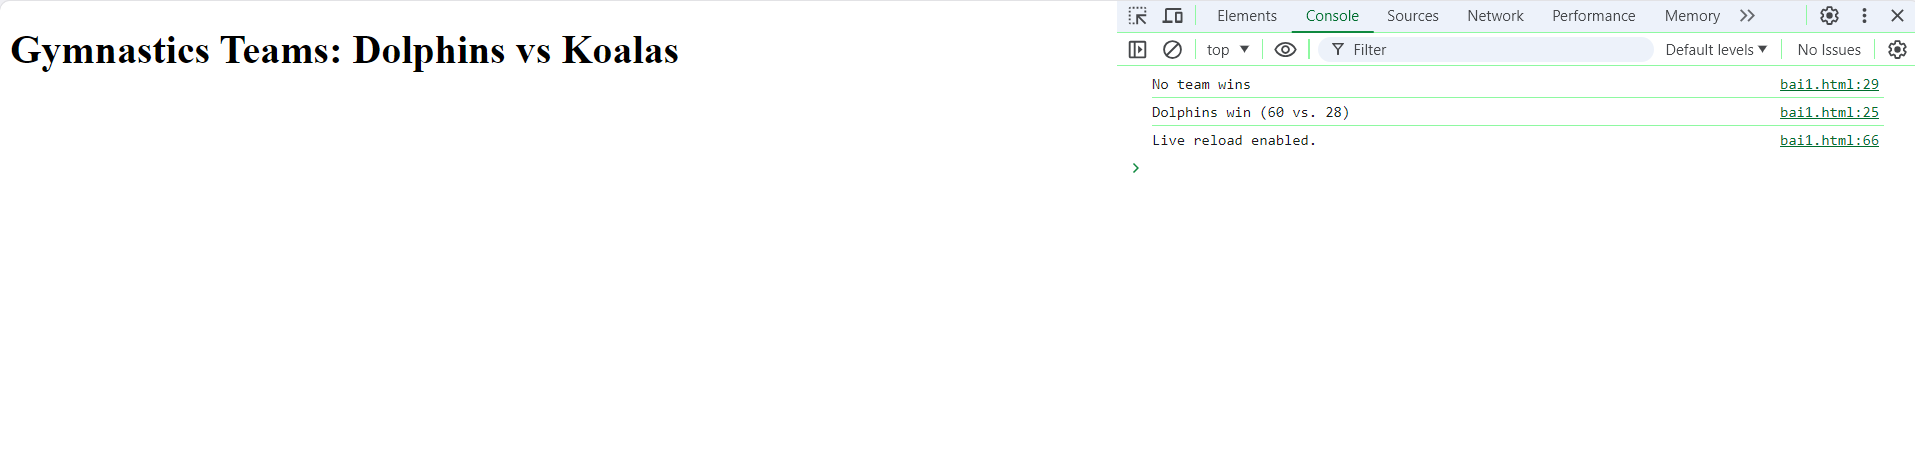 Gymnastics Teams: Dolphins vs Koalas
Elements Console Sources Network Performance Memory
top Filter Default levels No Issues
No team wins bai1.html:29
Dolphins win (60 vs. 28) bai1.html:25
Live reload enabled. bai1.html:66